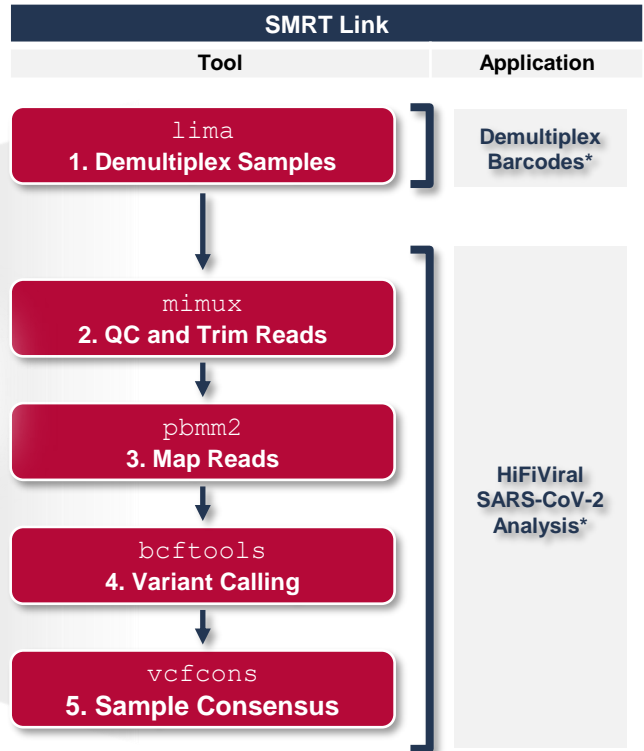 SMRT Link
Tool
Application
lima
1. Demultiplex Samples
Demultiplex
Barcodes*
mimux
2. QC and Trim Reads
pbmm2
3. Map Reads
bcftools
4. Variant Calling
vcfcons
5. Sample Consensus
HiFiViral
SARS-CoV-2
Analysis*